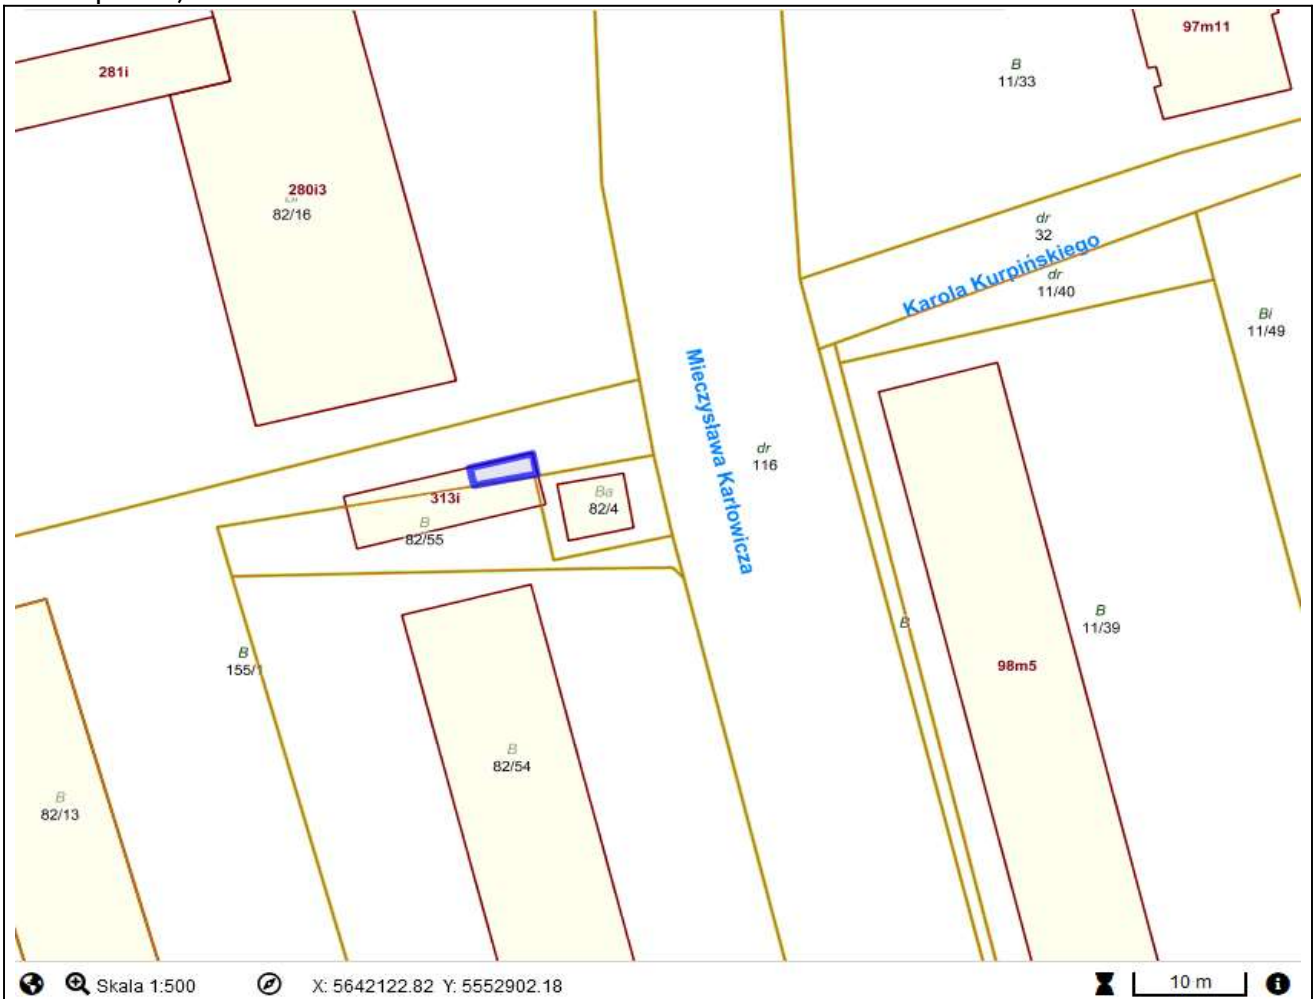 97m11
281i
B
11/33
280i3
82/16
dr
32
Karola Kurpińskiego
dr
11/40
Bi
11/49
Mieczysława Karłowicza
dr
116
313i
Ba
82/4
B
82/55
B
11/39
B
B
155/1
98m5
B
82/54
B
82/13
Skala 1:500
X: 5642122.82 Y: 5552902.18
10 m